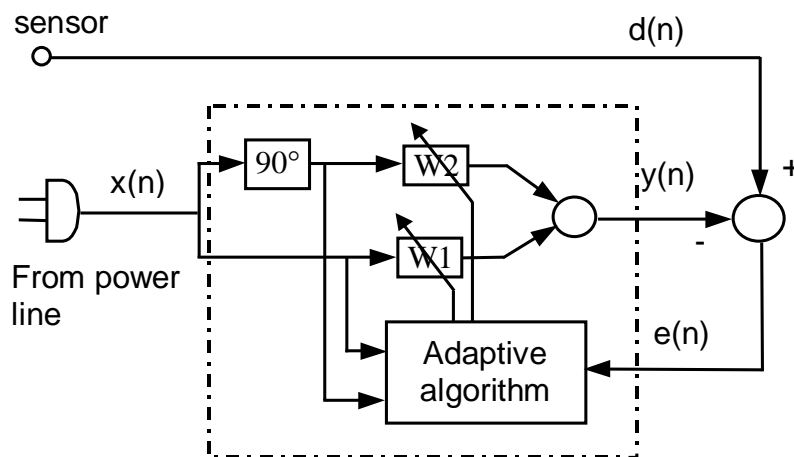 sensor
d(n)
90°
W2
x(n)
y(n)
+
-
W1
From power
line
e(n)
Adaptive
algorithm